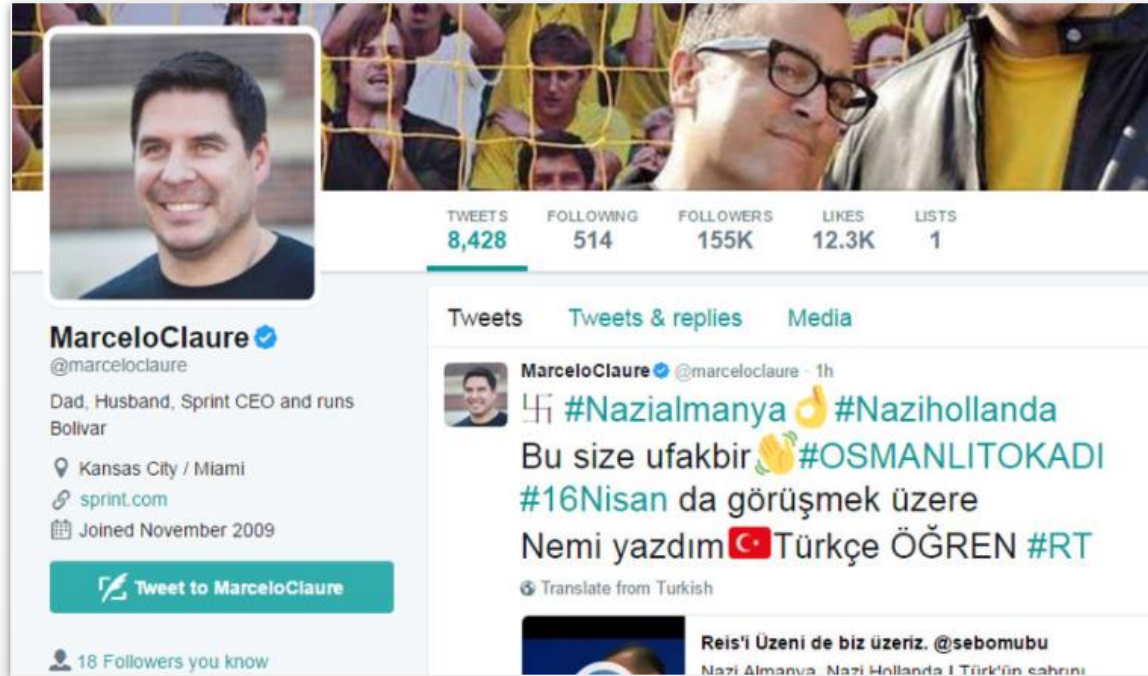 TWEETS FOLLOWING FOLLOWERS LIKES LISTS
8,428 514 155K 12.3K 1
MarceloClaure
@marceloclaure
Dad, Husband, Sprint CEO and runs
Bolivar
Kansas City / Miami
sprint.com
Joined November 2009
Tweet to MarceloClaure
18 Followers you know
Tweets Tweets & replies Media
MarceloClaure @marceloclaure · 1h
卐 #Nazialmanya👌#Nazihollanda
Bu size ufakbir👋#OSMANLITOKADI
#16Nisan da görüşmek üzere
Nemi yazdım🇹🇷Türkçe ÖĞREN #RT
Translate from Turkish
Reis'i Üzeni de biz üzeriz. @sebomubu
Nazi Almanya, Nazi Hollanda ! Türk'ün sabrını